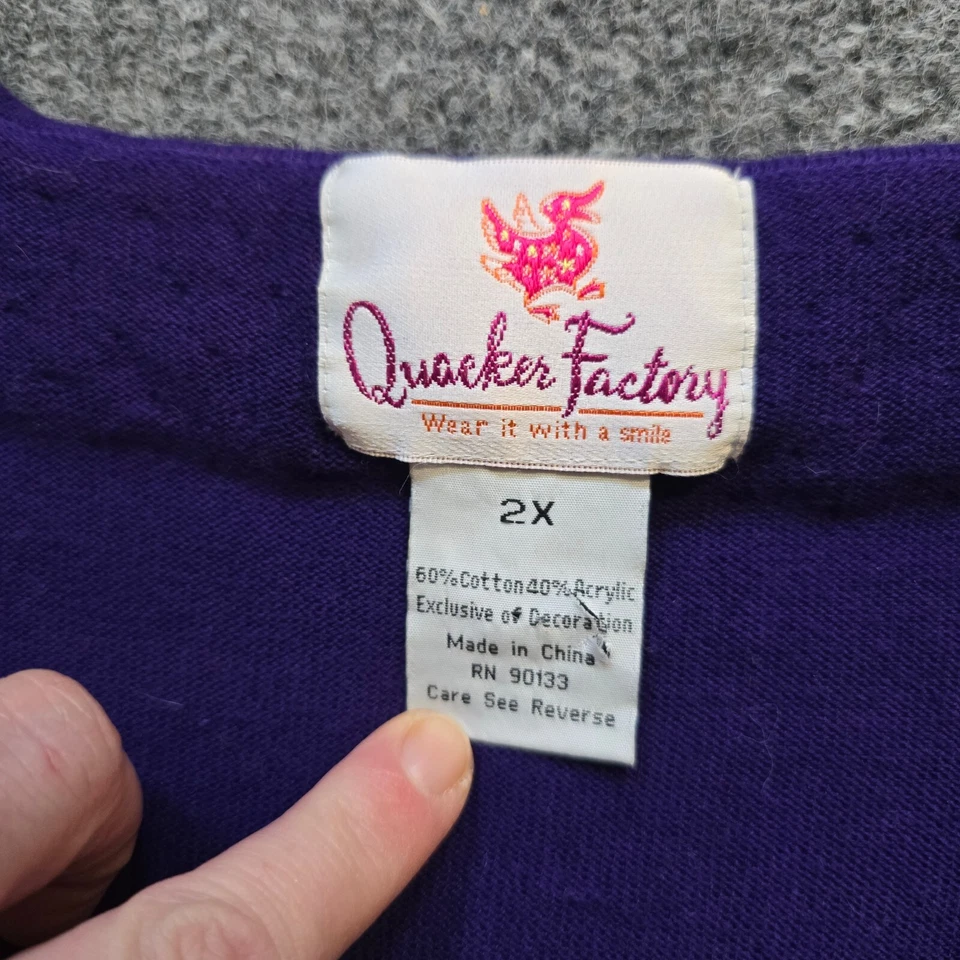 Quacker Factory
Wear it with a smile
2X
60%Cotton40%Acrylic
Exclusive of Decoration
Made in China
RN 90133
Care See Reverse